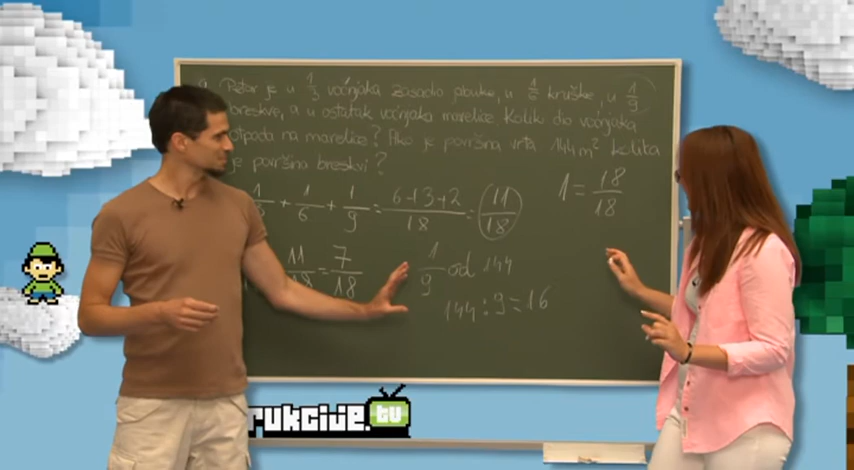 Petar je u 1/3 voćnjaka zasadio jabuke, u 1/6 kruške, u 1/9
breskve, a u ostatak voćnjaka marelice. Koliki dio voćnjaka
otpada na marelice? Ako je površina vrta 144m² kolika
je površina breskvi?
1/3 + 1/6 + 1/9 = 6+3+2/18 = 11/18
1 = 18/18
11/18 = 7/18
1/9 od 144
144 : 9 = 16
rukcije.tv